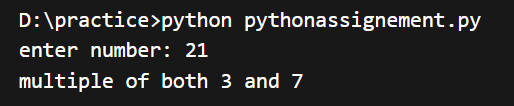 D:\practice>python pythonassignement.py
enter number: 21
multiple of both 3 and 7